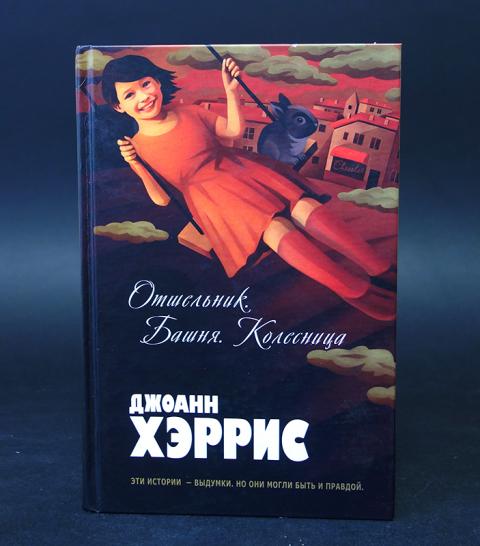 Отшельник.
Башня. Колесница
ДЖОАНН
ХЭРРИС
ЭТИ ИСТОРИИ – ВЫДУМКИ. НО ОНИ МОГЛИ БЫТЬ И ПРАВДОЙ.